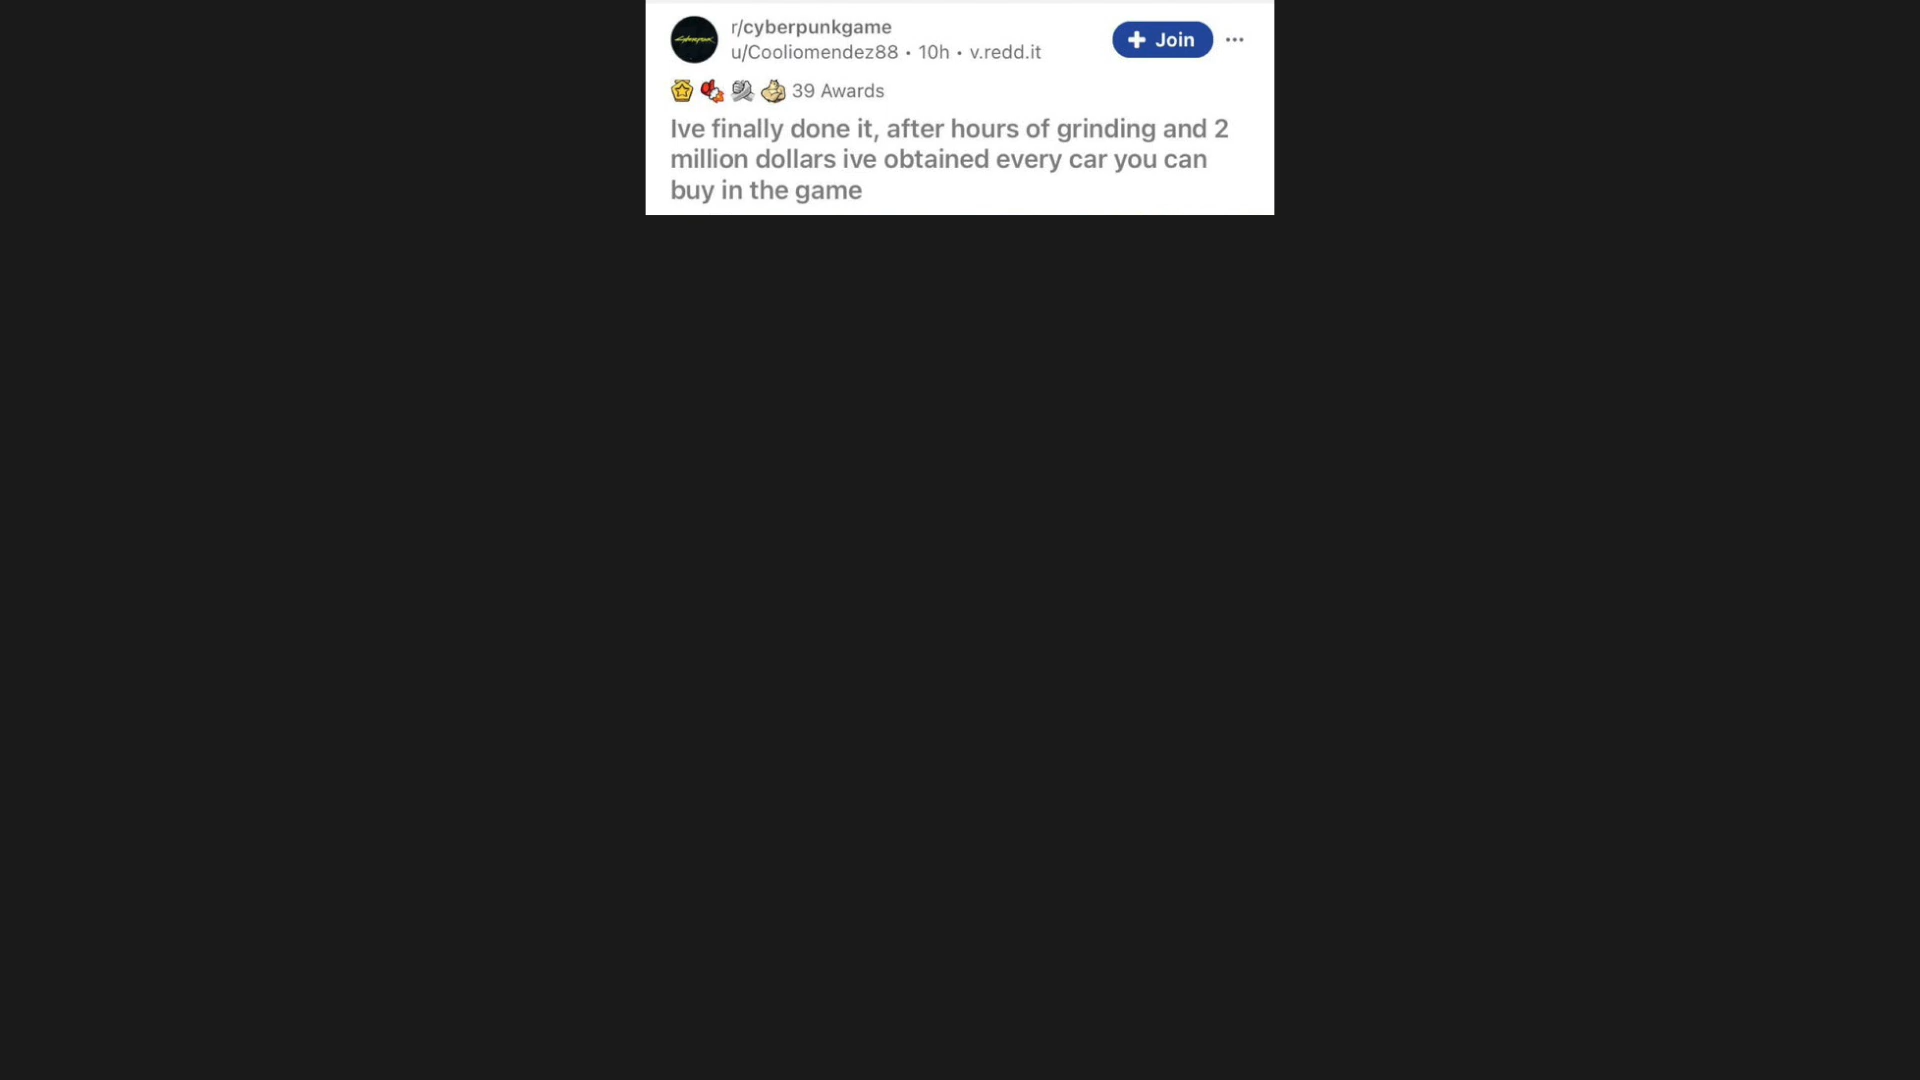 r/cyberpunkgame
u/Cooliomendez88 • 10h • v.redd.it
Join
39 Awards
Ive finally done it, after hours of grinding and 2
million dollars ive obtained every car you can
buy in the game